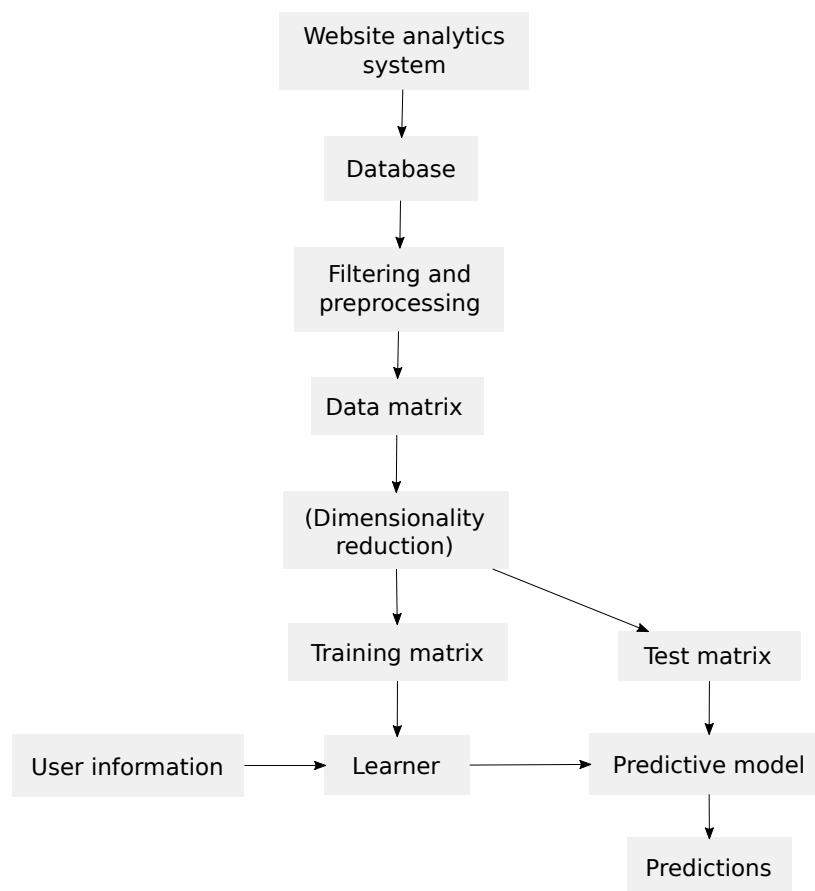 Website analytics
system
Database
Filtering and
preprocessing
Data matrix
(Dimensionality
reduction)
Training matrix
Test matrix
User information
Learner
Predictive model
Predictions